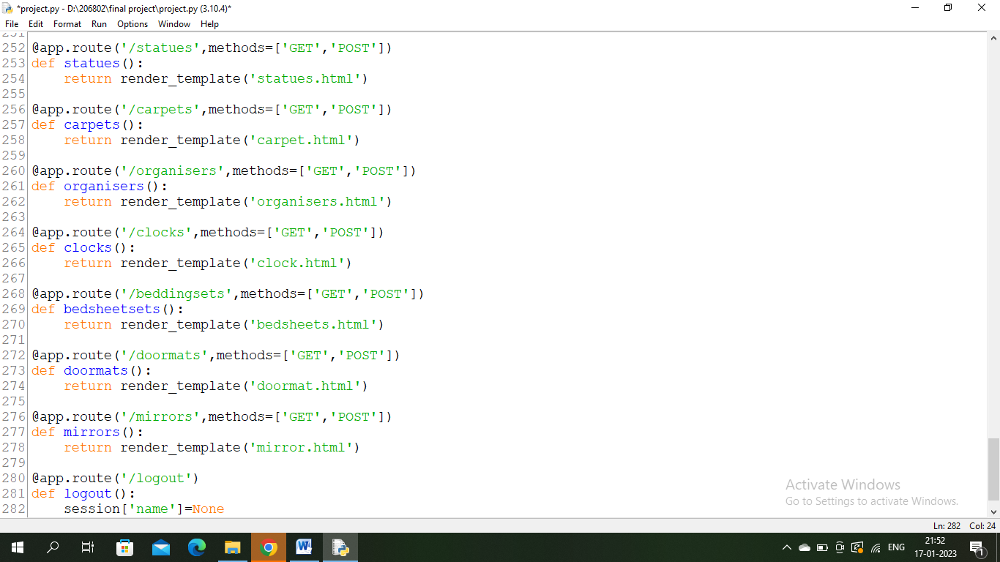 *project.py - D:\206802\final project\project.py (3.10.4)*
File Edit Format Run Options Window Help
251
252 @app.route('/statues',methods=['GET','POST'])
253 def statues():
254     return render_template('statues.html')
255
256 @app.route('/carpets',methods=['GET','POST'])
257 def carpets():
258     return render_template('carpet.html')
259
260 @app.route('/organisers',methods=['GET','POST'])
261 def organisers():
262     return render_template('organisers.html')
263
264 @app.route('/clocks',methods=['GET','POST'])
265 def clocks():
266     return render_template('clock.html')
267
268 @app.route('/beddingsets',methods=['GET','POST'])
269 def bedsheetsets():
270     return render_template('bedsheets.html')
271
272 @app.route('/doormats',methods=['GET','POST'])
273 def doormats():
274     return render_template('doormat.html')
275
276 @app.route('/mirrors',methods=['GET','POST'])
277 def mirrors():
278     return render_template('mirror.html')
279
280 @app.route('/logout')
281 def logout():
282     session['name']=None
Activate Windows
Go to Settings to activate Windows.
Ln: 282 Col: 24
ENG
21:52
17-01-2023
1